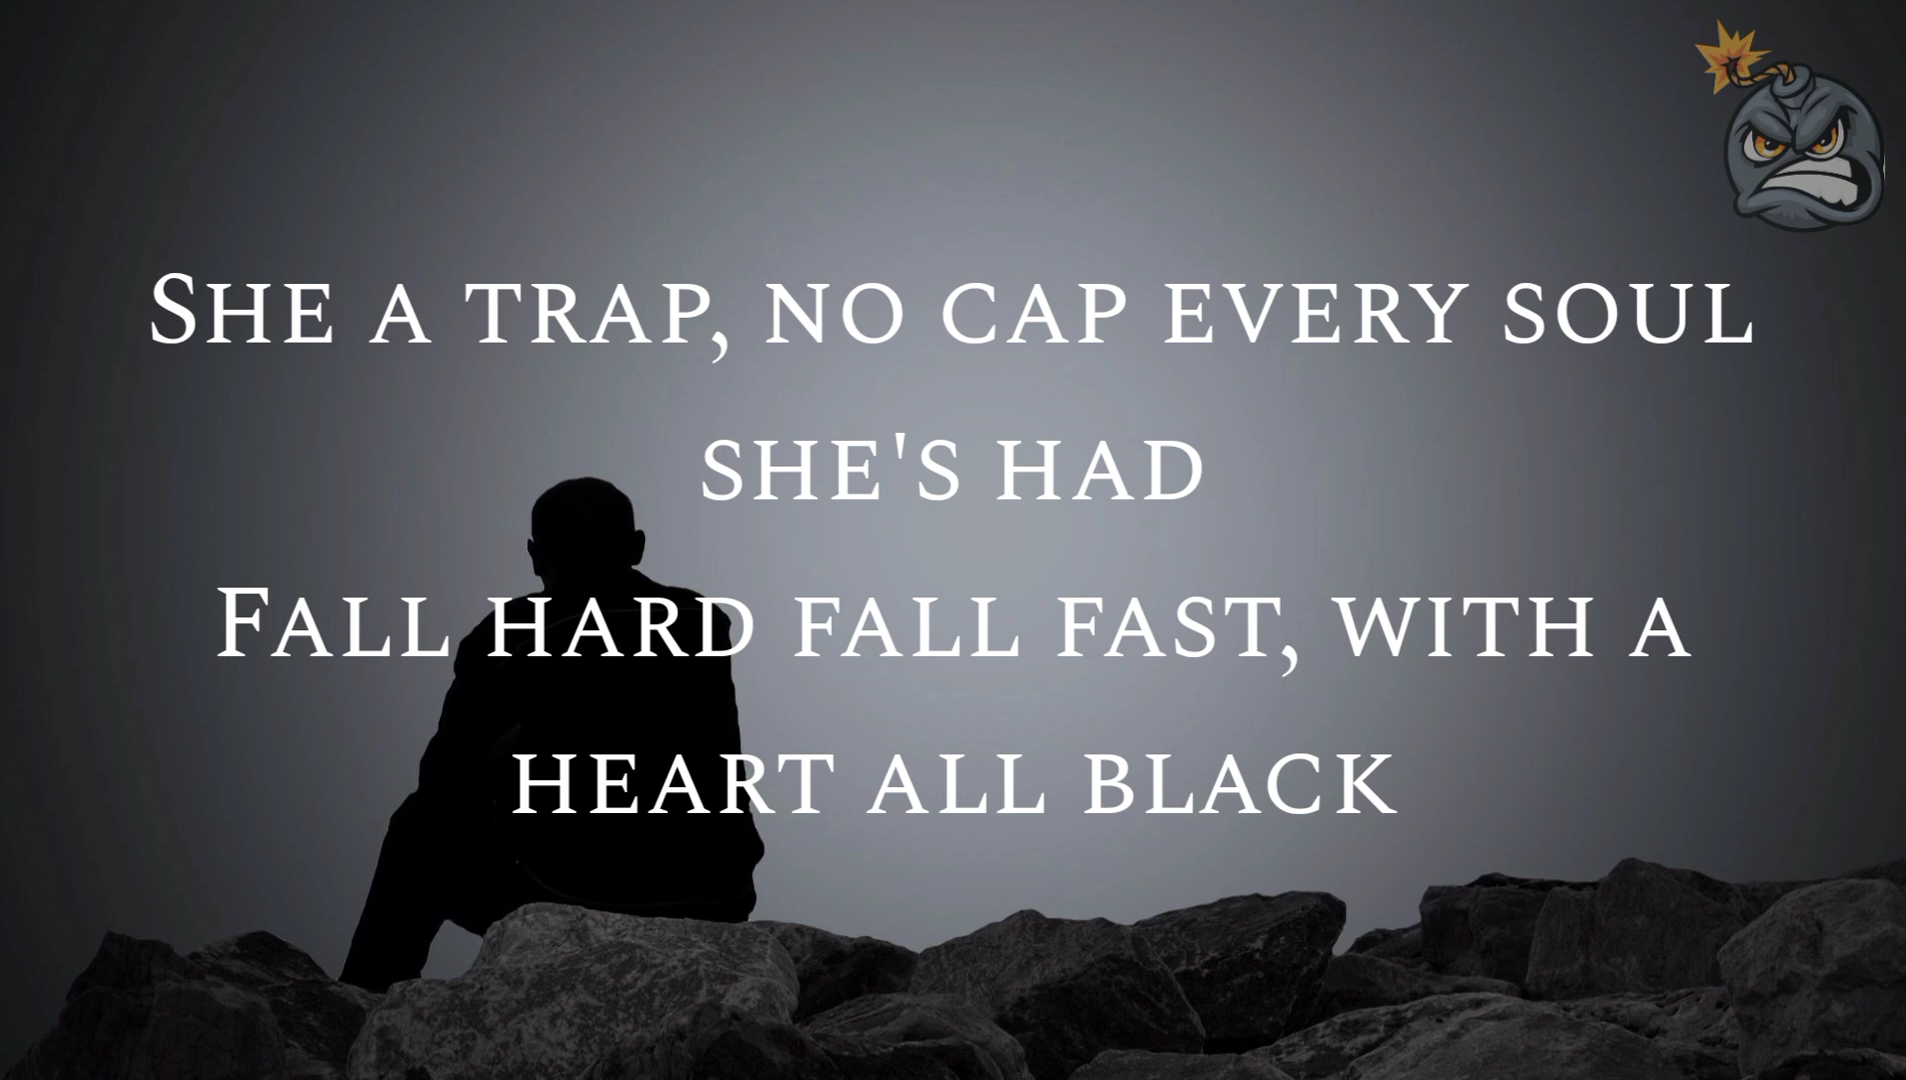 She a trap, no cap every soul
she's had
Fall hard fall fast, with a
heart all black